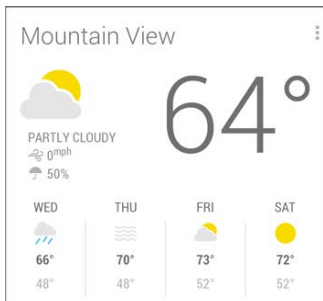 Mountain View
64°
PARTLY CLOUDY
0mph
50%
WED THU FRI SAT
66° 70° 73° 72°
48° 48° 52° 52°